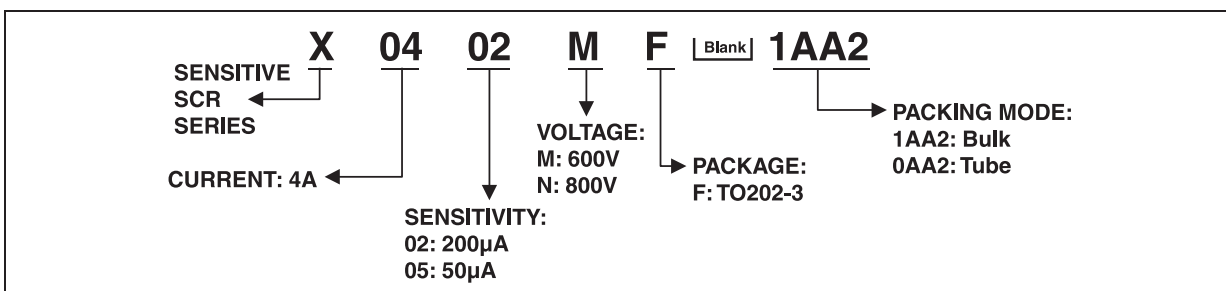 X 04 02 M F Blank 1AA2
SENSITIVE
SCR
SERIES
CURRENT: 4A
SENSITIVITY:
02: 200µA
05: 50µA
VOLTAGE:
M: 600V
N: 800V
PACKAGE:
F: TO202-3
PACKING MODE:
1AA2: Bulk
0AA2: Tube